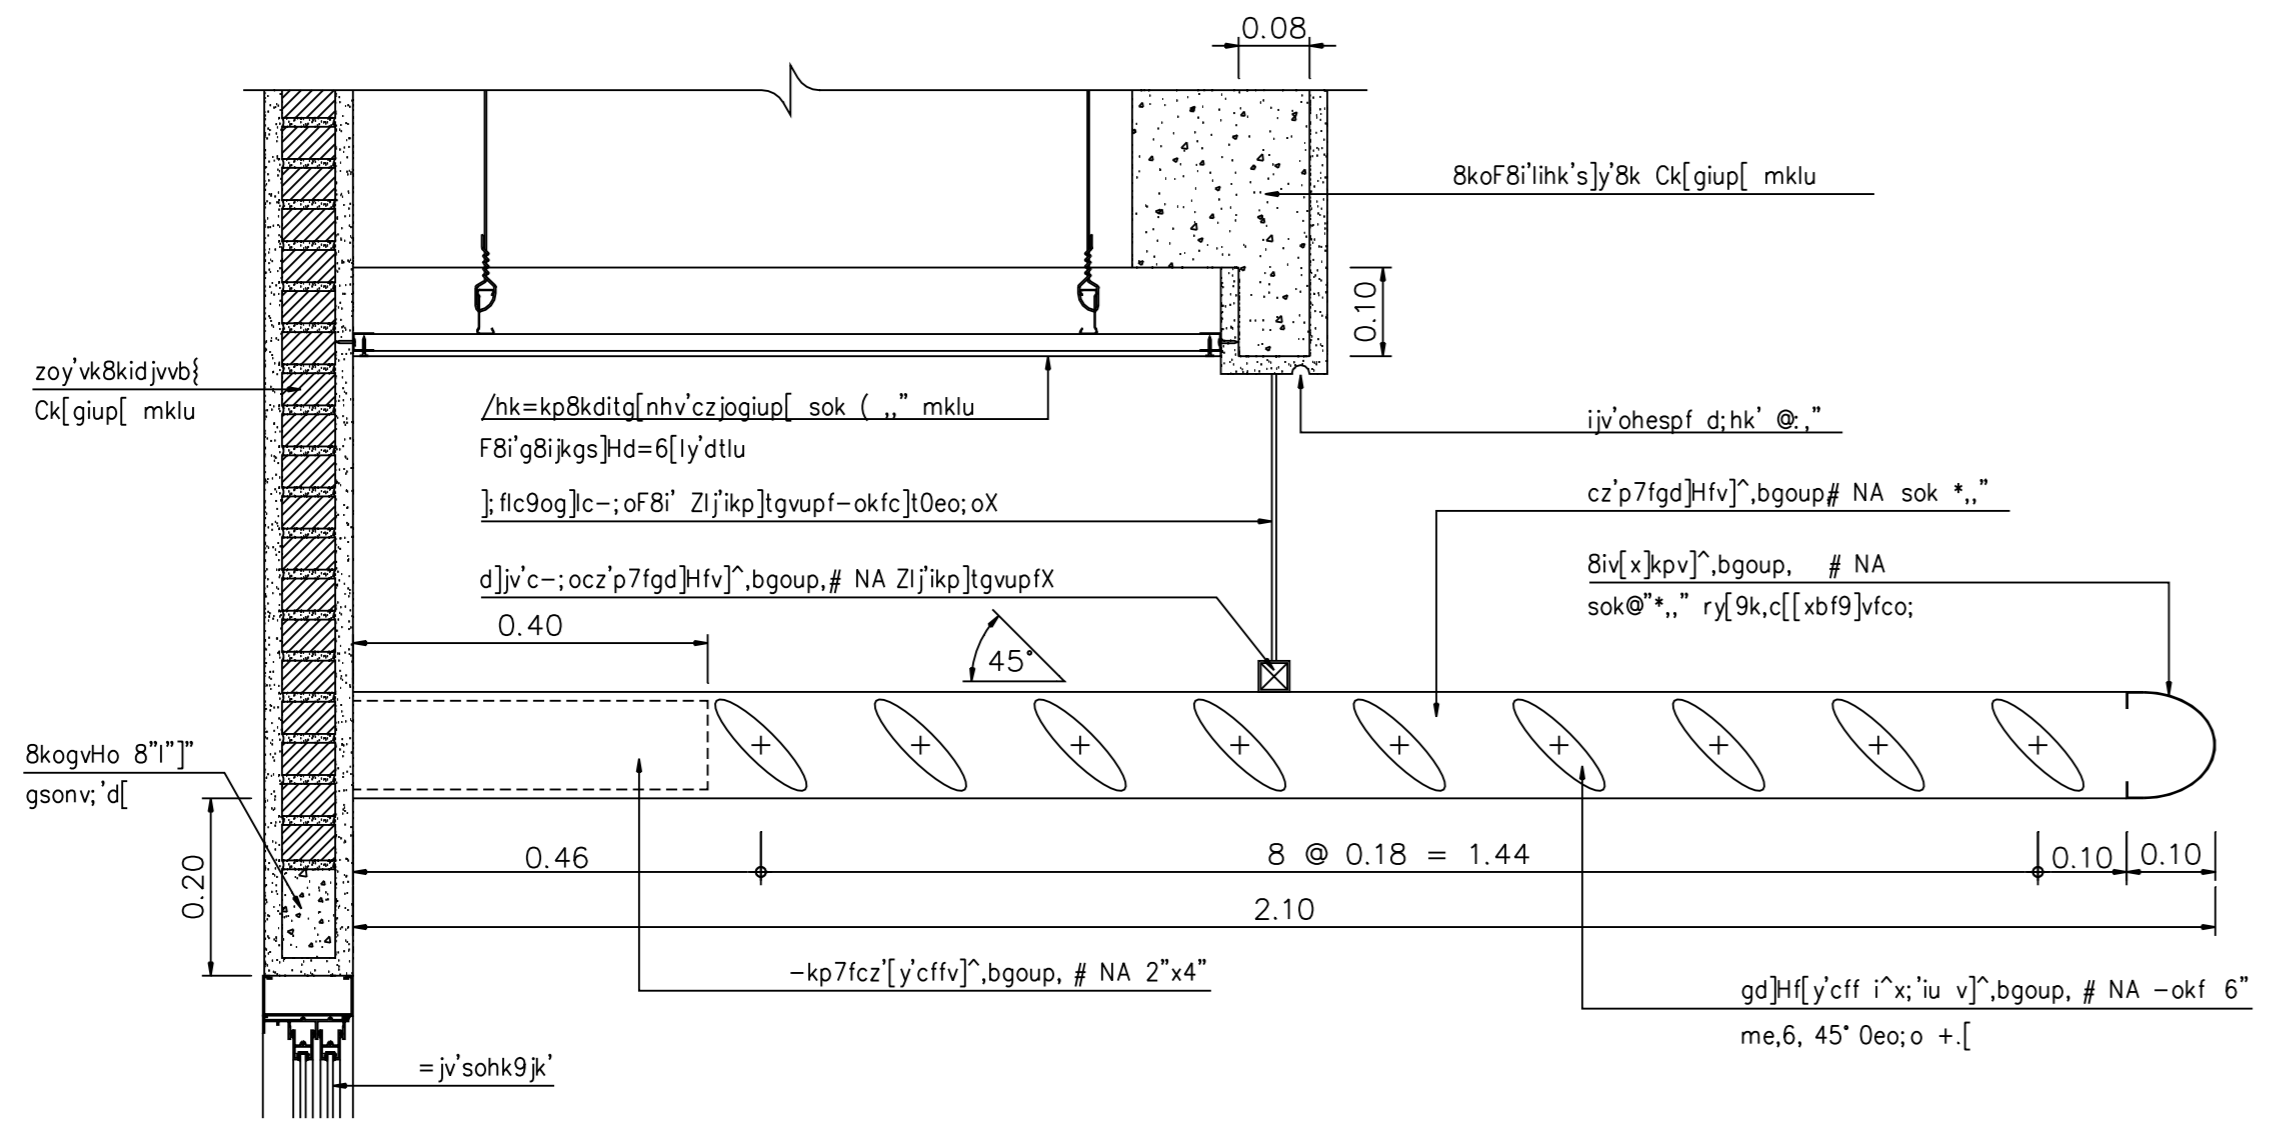 0.08
8koF8i'lihk's]y'8k Ck[giup[ mklu
0.10
zoy'vk8kidjvvb{
Ck[giup[ mklu
/hk=kp8kditg[nhv'czjogiup[ sok ( ,,” mklu
F8i'g8ijkgs]Hd=6[ly'dtlu
ijv'ohespf d;hk' @:,”
];flc9og]lc-;oF8i' Zlj'ikp]tgvupf-okfc]t0eo;oX
cz'p7fgd]Hfv]^,bgoup# NA sok *,,”
d]jv'c-;ocz'p7fgd]Hfv]^,bgoup,# NA Zlj'ikp]tgvupfX
8iv[x]kpv]^,bgoup, # NA
sok@”*,,” ry[9k,c[[xbf9]vfco;
0.40
45°
8kogvHo 8”l”]”
gsonv;'d[
0.20
0.46
8 @ 0.18 = 1.44
0.10
0.10
2.10
-kp7fcz'[y'cffv]^,bgoup, # NA 2”x4”
gd]Hf[y'cff i^x;'iu v]^,bgoup, # NA -okf 6”
me,6, 45° 0eo;o +.[
=jv'sohk9jk'